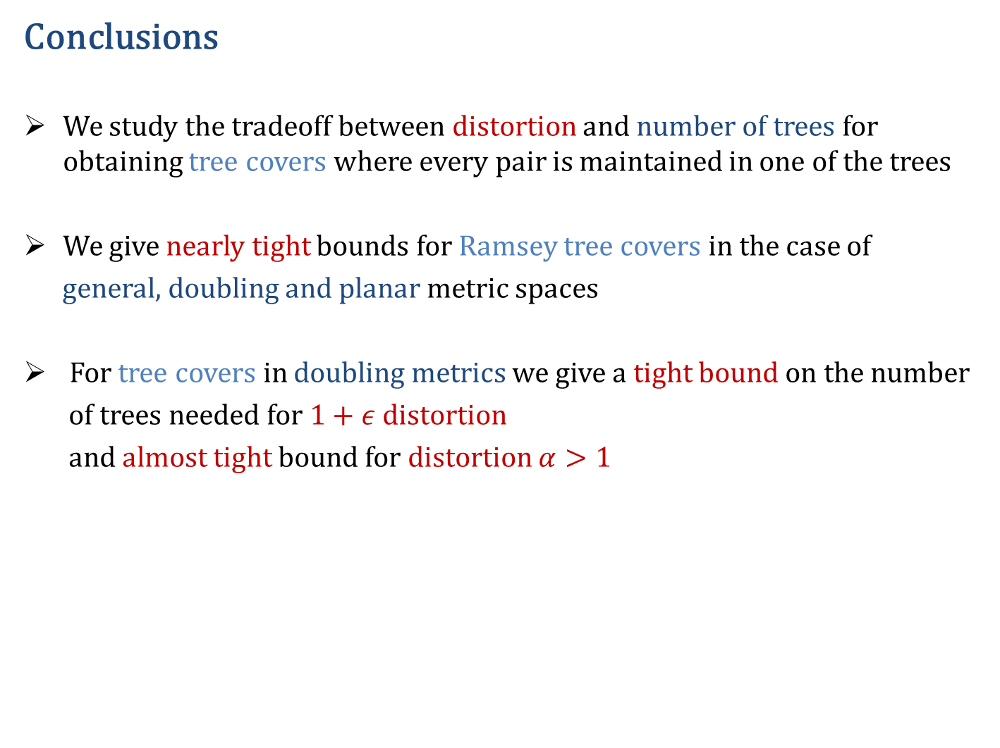 Conclusions
➢ We study the tradeoff between distortion and number of trees for
obtaining tree covers where every pair is maintained in one of the trees
➢ We give nearly tight bounds for Ramsey tree covers in the case of
general, doubling and planar metric spaces
➢ For tree covers in doubling metrics we give a tight bound on the number
of trees needed for 1 + ϵ distortion
and almost tight bound for distortion α > 1